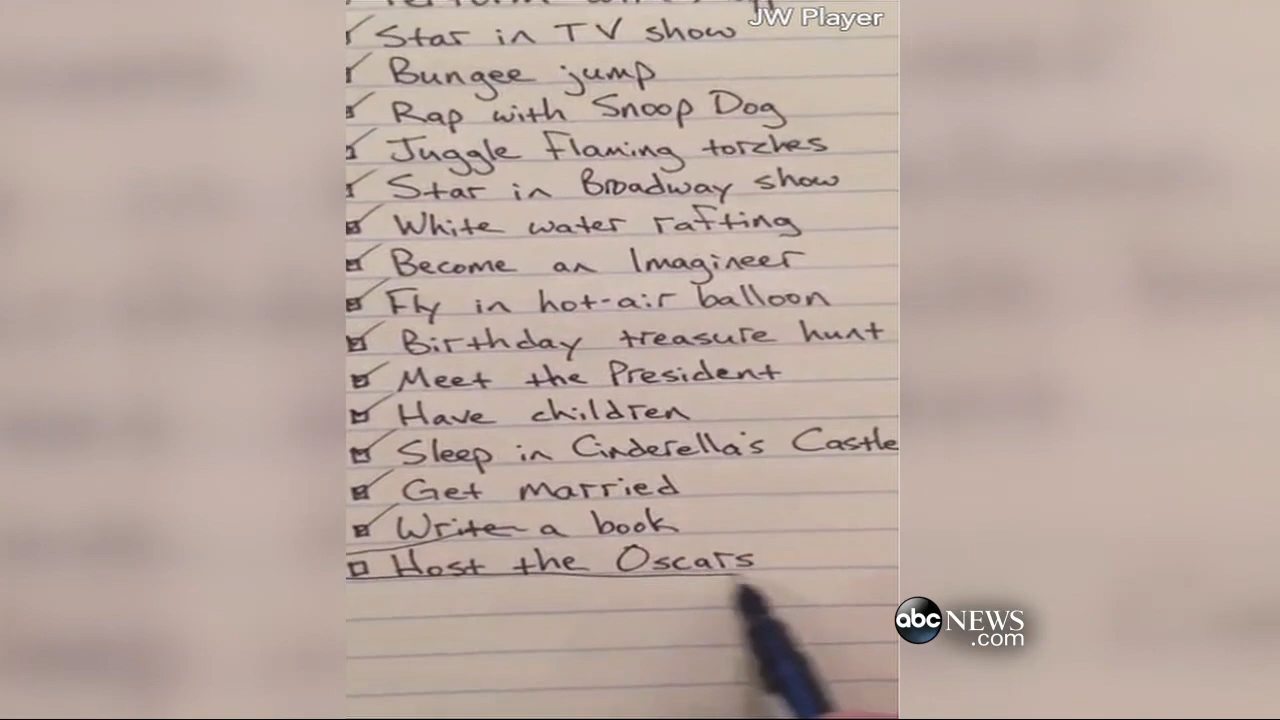 JW Player
Star in TV show
Bungee jump
Rap with Snoop Dog
Juggle Flaming torches
Star in Broadway show
White water rafting
Become an Imagineer
Fly in hot-air balloon
Birthday treasure hunt
Meet the President
Have children
Sleep in Cinderella's Castle
Get married
Write a book
Host the Oscars
abc NEWS
.com